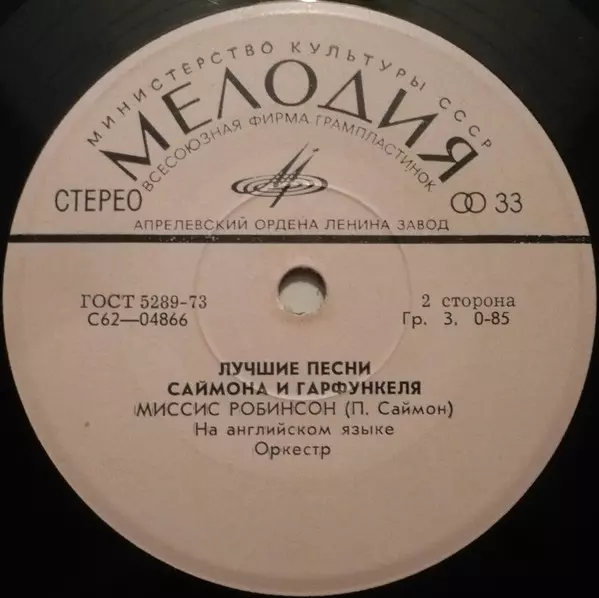 МИНИСТЕРСТВО КУЛЬТУРЫ СССР
МЕЛОДИЯ
ВСЕСОЮЗНАЯ ФИРМА ГРАМПЛАСТИНОК
СТЕРЕО
33
АПРЕЛЕВСКИЙ ОРДЕНА ЛЕНИНА ЗАВОД
ГОСТ 5289-73
2 сторона
С62—04866
Гр. 3. 0-85
ЛУЧШИЕ ПЕСНИ
САЙМОНА И ГАРФУНКЕЛЯ
МИССИС РОБИНСОН (П. Саймон)
На английском языке
Оркестр